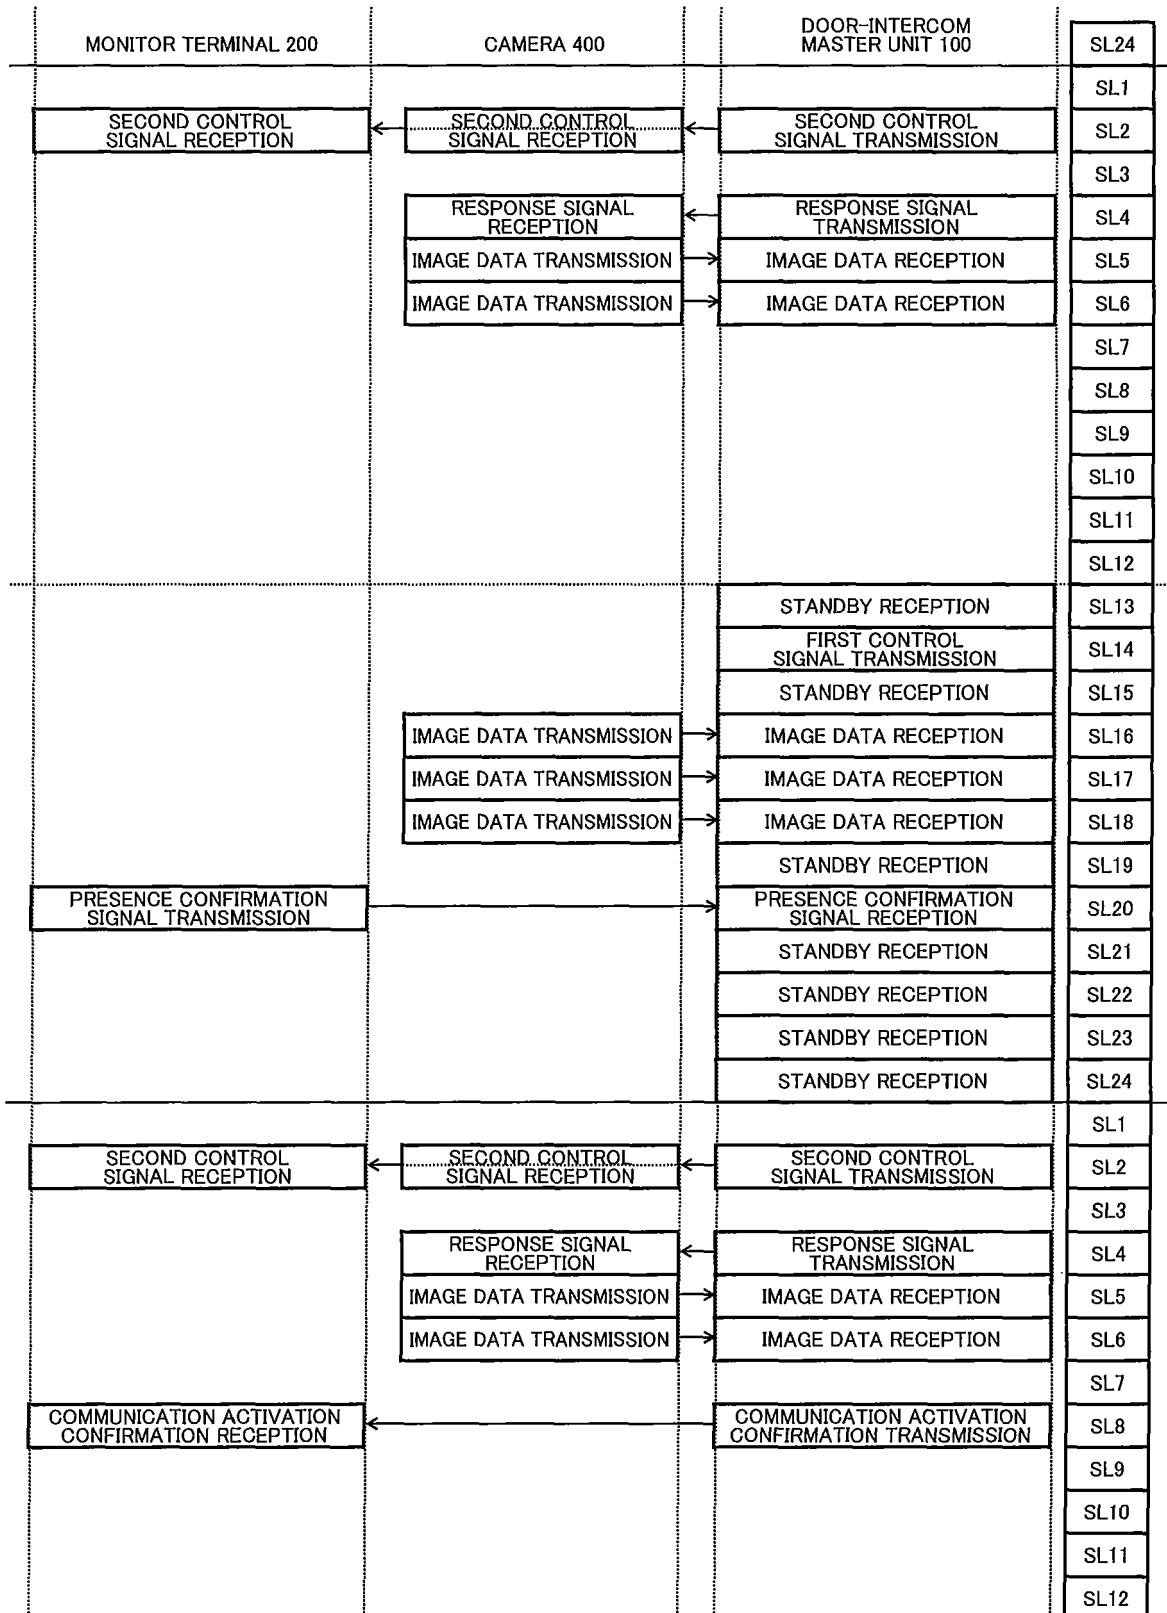 MONITOR TERMINAL 200
CAMERA 400
DOOR-INTERCOM
MASTER UNIT 100
SL24
SL1
SECOND CONTROL
SIGNAL RECEPTION
SECOND CONTROL
SIGNAL RECEPTION
SECOND CONTROL
SIGNAL TRANSMISSION
SL2
SL3
RESPONSE SIGNAL
RECEPTION
RESPONSE SIGNAL
TRANSMISSION
SL4
IMAGE DATA TRANSMISSION
IMAGE DATA RECEPTION
SL5
IMAGE DATA TRANSMISSION
IMAGE DATA RECEPTION
SL6
SL7
SL8
SL9
SL10
SL11
SL12
STANDBY RECEPTION
SL13
FIRST CONTROL
SIGNAL TRANSMISSION
SL14
STANDBY RECEPTION
SL15
IMAGE DATA TRANSMISSION
IMAGE DATA RECEPTION
SL16
IMAGE DATA TRANSMISSION
IMAGE DATA RECEPTION
SL17
IMAGE DATA TRANSMISSION
IMAGE DATA RECEPTION
SL18
STANDBY RECEPTION
SL19
PRESENCE CONFIRMATION
SIGNAL TRANSMISSION
PRESENCE CONFIRMATION
SIGNAL RECEPTION
SL20
STANDBY RECEPTION
SL21
STANDBY RECEPTION
SL22
STANDBY RECEPTION
SL23
STANDBY RECEPTION
SL24
SL1
SECOND CONTROL
SIGNAL RECEPTION
SECOND CONTROL
SIGNAL RECEPTION
SECOND CONTROL
SIGNAL TRANSMISSION
SL2
SL3
RESPONSE SIGNAL
RECEPTION
RESPONSE SIGNAL
TRANSMISSION
SL4
IMAGE DATA TRANSMISSION
IMAGE DATA RECEPTION
SL5
IMAGE DATA TRANSMISSION
IMAGE DATA RECEPTION
SL6
SL7
COMMUNICATION ACTIVATION
CONFIRMATION RECEPTION
COMMUNICATION ACTIVATION
CONFIRMATION TRANSMISSION
SL8
SL9
SL10
SL11
SL12